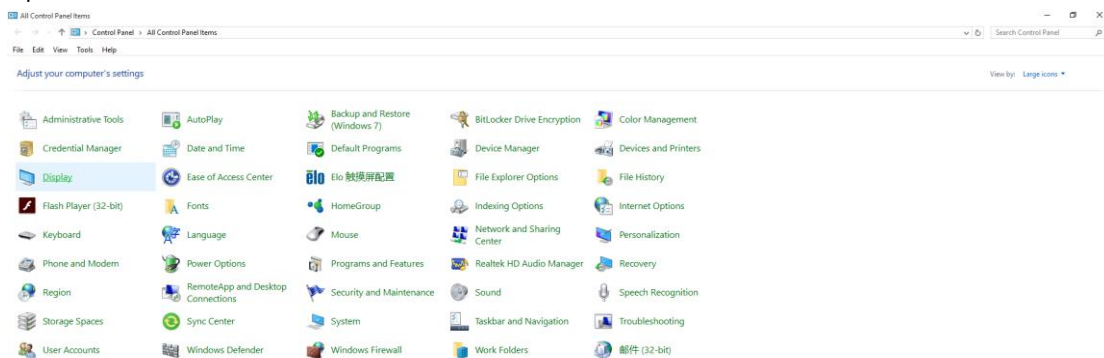 All Control Panel Items
Control Panel > All Control Panel Items
Search Control Panel
File Edit View Tools Help
Adjust your computer's settings
View by: Large icons
Administrative Tools
AutoPlay
Backup and Restore
(Windows 7)
BitLocker Drive Encryption
Color Management
Credential Manager
Date and Time
Default Programs
Device Manager
Devices and Printers
Display
Ease of Access Center
elo
Elo 触摸屏配置
File Explorer Options
File History
Flash Player (32-bit)
Fonts
HomeGroup
Indexing Options
Internet Options
Keyboard
Language
Mouse
Network and Sharing
Center
Personalization
Phone and Modem
Power Options
Programs and Features
Realtek HD Audio Manager
Recovery
Region
RemoteApp and Desktop
Connections
Security and Maintenance
Sound
Speech Recognition
Storage Spaces
Sync Center
System
Taskbar and Navigation
Troubleshooting
User Accounts
Windows Defender
Windows Firewall
Work Folders
邮件 (32-bit)